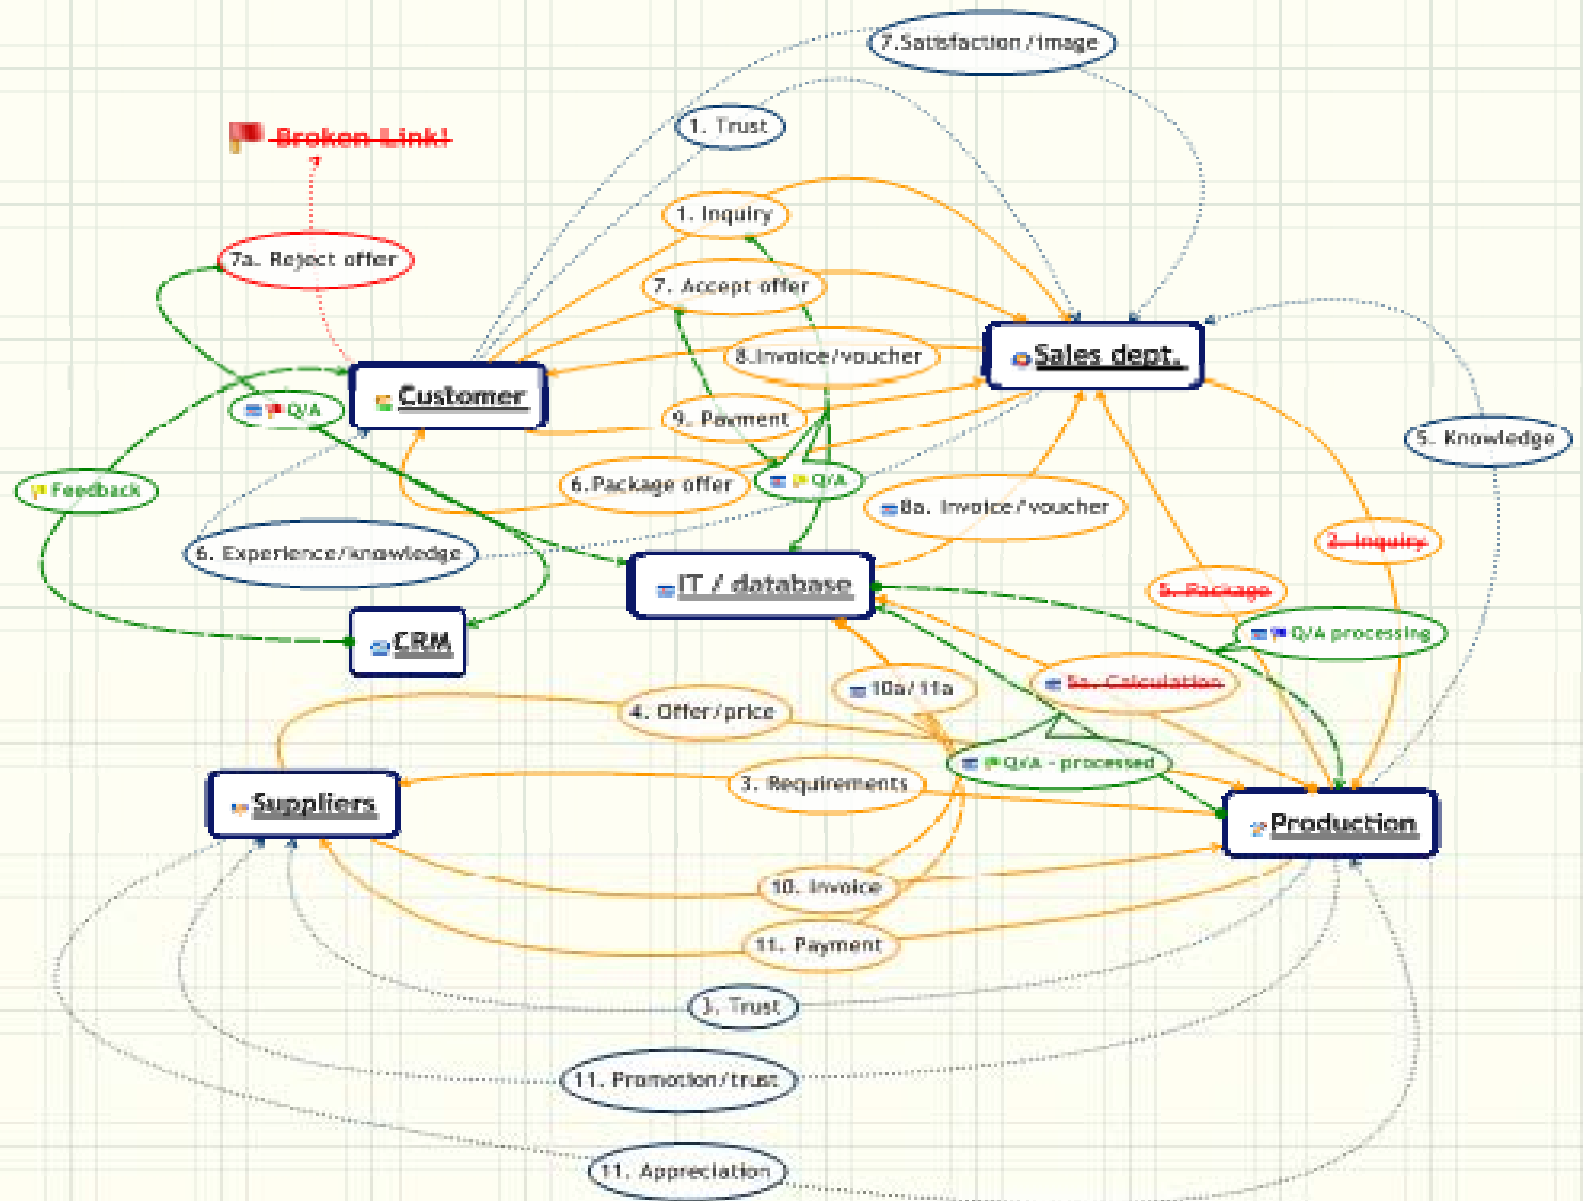 7.Satisfaction/image
1. Trust
Broken Link!
1. Inquiry
7a. Reject offer
7. Accept offer
8.Invoice/voucher
Sales dept.
Customer
Q/A
9. Payment
5. Knowledge
Feedback
6.Package offer
Q/A
8a. Invoice/voucher
2. Inquiry
6. Experience/knowledge
IT / database
5. Package
Q/A processing
CRM
10a/11a
5a. Calculation
4. Offer/price
Q/A - processed
3. Requirements
Suppliers
Production
10. Invoice
11. Payment
3. Trust
11. Promotion/trust
11. Appreciation